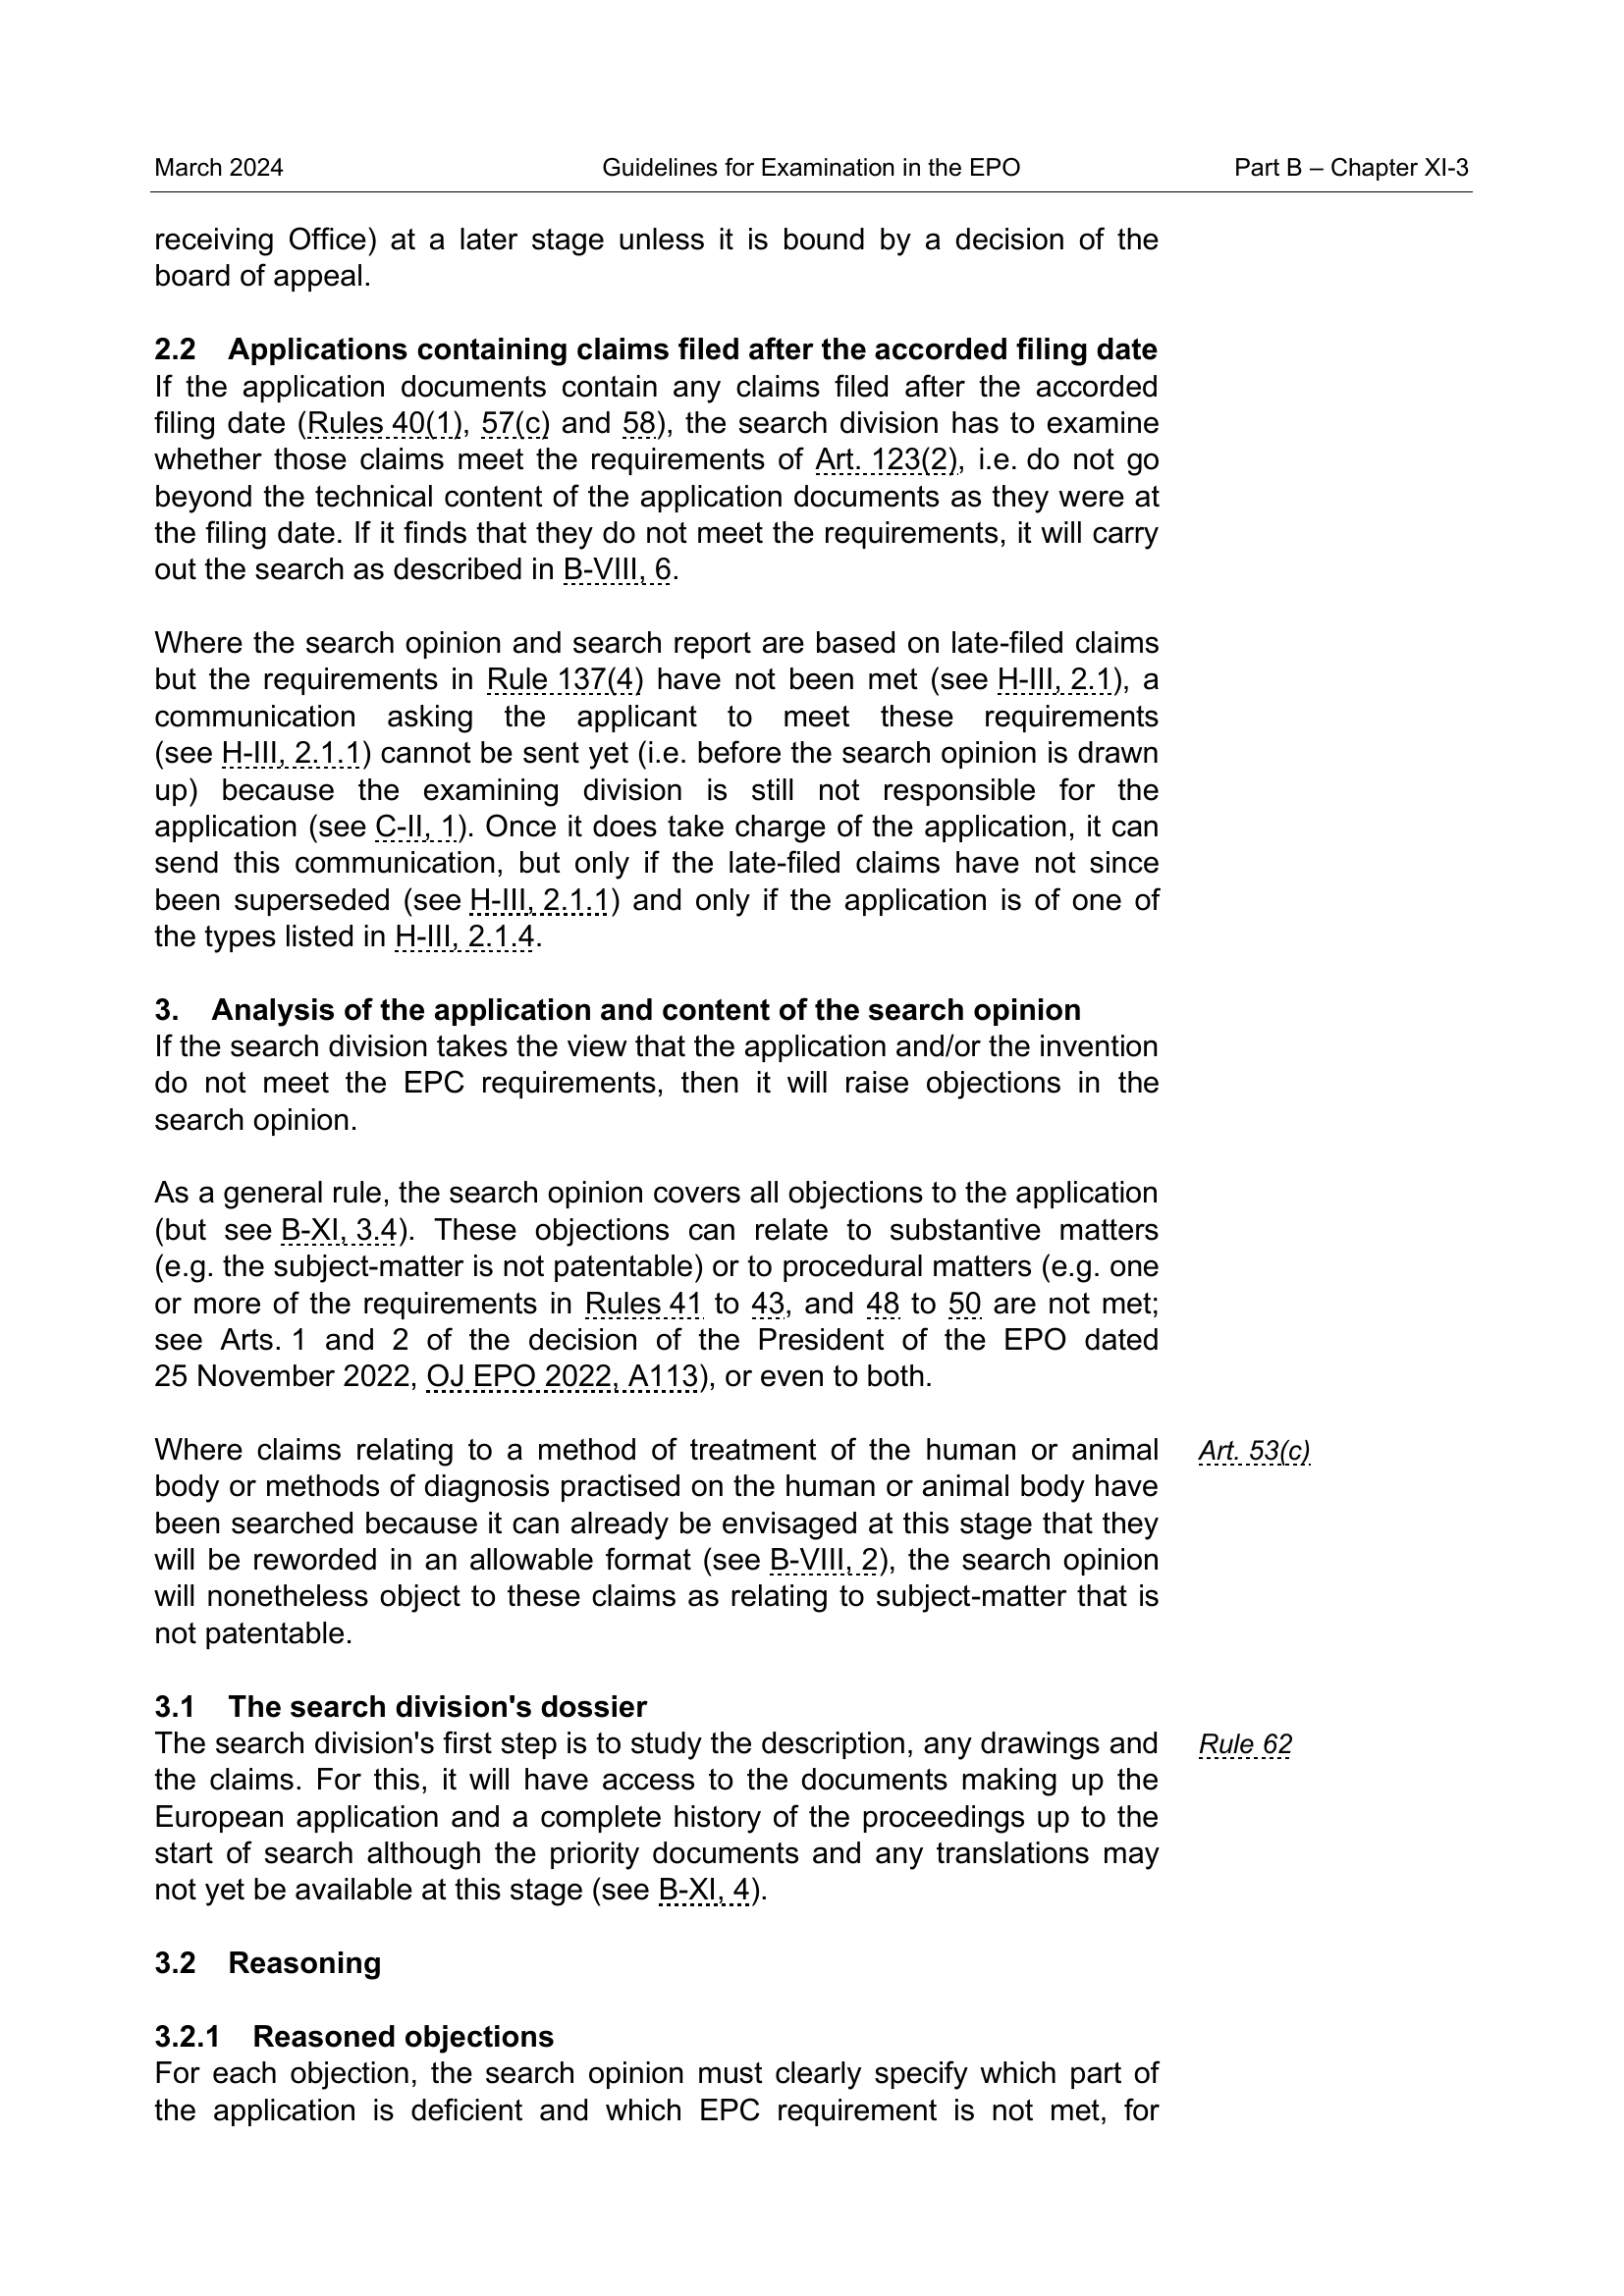 March 2024 Guidelines for Examination in the EPO Part B – Chapter XI-3
receiving Office) at a later stage unless it is bound by a decision of the
board of appeal.
2.2 Applications containing claims filed after the accorded filing date
If the application documents contain any claims filed after the accorded
filing date (Rules 40(1), 57(c) and 58), the search division has to examine
whether those claims meet the requirements of Art. 123(2), i.e. do not go
beyond the technical content of the application documents as they were at
the filing date. If it finds that they do not meet the requirements, it will carry
out the search as described in B-VIII, 6.
Where the search opinion and search report are based on late-filed claims
but the requirements in Rule 137(4) have not been met (see H-III, 2.1), a
communication asking the applicant to meet these requirements
(see H-III, 2.1.1) cannot be sent yet (i.e. before the search opinion is drawn
up) because the examining division is still not responsible for the
application (see C-II, 1). Once it does take charge of the application, it can
send this communication, but only if the late-filed claims have not since
been superseded (see H-III, 2.1.1) and only if the application is of one of
the types listed in H-III, 2.1.4.
3. Analysis of the application and content of the search opinion
If the search division takes the view that the application and/or the invention
do not meet the EPC requirements, then it will raise objections in the
search opinion.
As a general rule, the search opinion covers all objections to the application
(but see B-XI, 3.4). These objections can relate to substantive matters
(e.g. the subject-matter is not patentable) or to procedural matters (e.g. one
or more of the requirements in Rules 41 to 43, and 48 to 50 are not met;
see Arts. 1 and 2 of the decision of the President of the EPO dated
25 November 2022, OJ EPO 2022, A113), or even to both.
Where claims relating to a method of treatment of the human or animal Art. 53(c)
body or methods of diagnosis practised on the human or animal body have
been searched because it can already be envisaged at this stage that they
will be reworded in an allowable format (see B-VIII, 2), the search opinion
will nonetheless object to these claims as relating to subject-matter that is
not patentable.
3.1 The search division's dossier
The search division's first step is to study the description, any drawings and Rule 62
the claims. For this, it will have access to the documents making up the
European application and a complete history of the proceedings up to the
start of search although the priority documents and any translations may
not yet be available at this stage (see B-XI, 4).
3.2 Reasoning
3.2.1 Reasoned objections
For each objection, the search opinion must clearly specify which part of
the application is deficient and which EPC requirement is not met, for